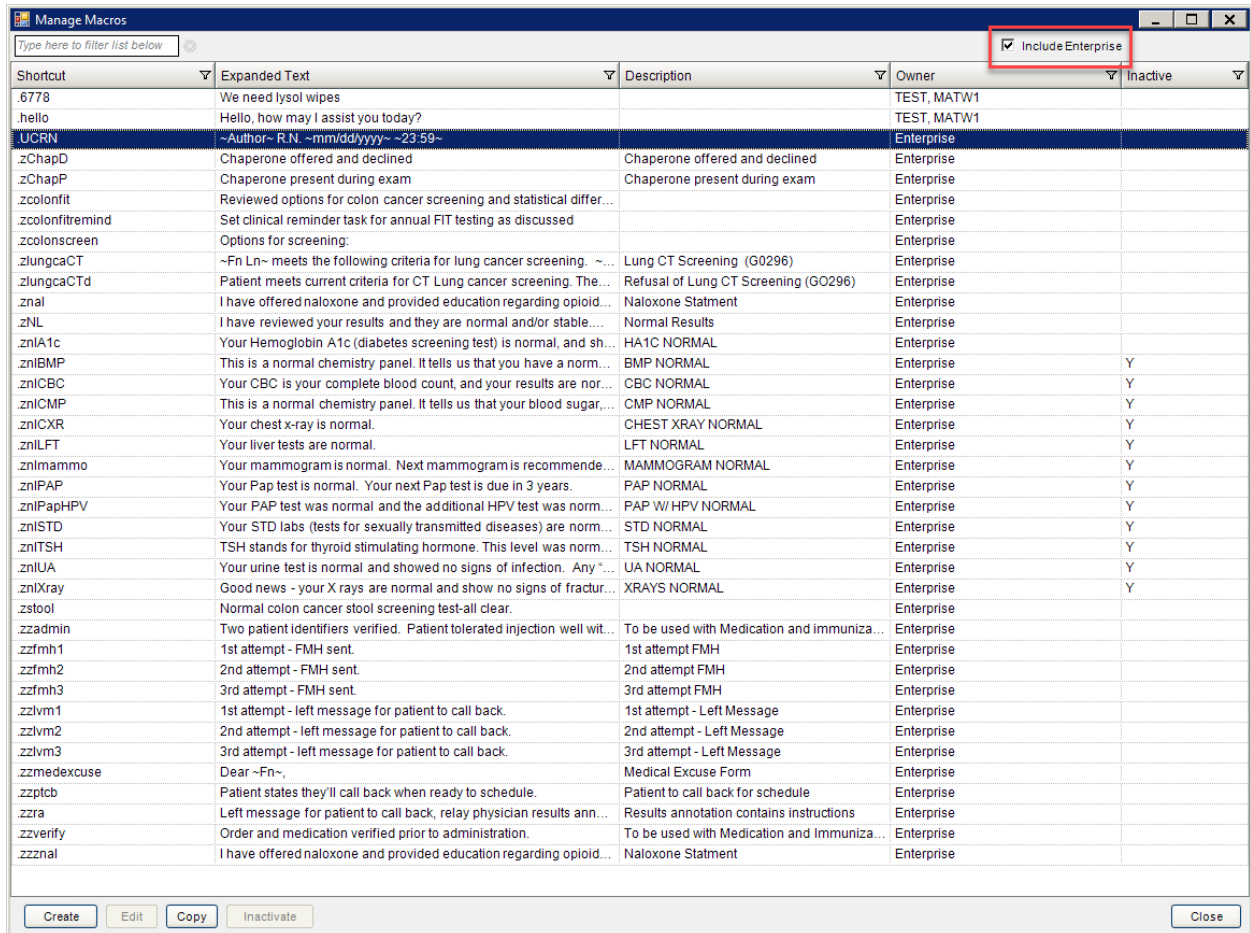 Manage Macros
Type here to filter list below
Include Enterprise
Shortcut Expanded Text Description Owner Inactive
.6778 We need lysol wipes TEST, MATW1
.hello Hello, how may I assist you today? TEST, MATW1
.UCRN ~Author~ R.N. ~mm/dd/yyyy~ ~23:59~ Enterprise
.zChapD Chaperone offered and declined Chaperone offered and declined Enterprise
.zChapP Chaperone present during exam Chaperone present during exam Enterprise
.zcolonfit Reviewed options for colon cancer screening and statistical differ... Enterprise
.zcolonfitremind Set clinical reminder task for annual FIT testing as discussed Enterprise
.zcolonscreen Options for screening: Enterprise
.zlungcaCT ~Fn Ln~ meets the following criteria for lung cancer screening. ~... Lung CT Screening (G0296) Enterprise
.zlungcaCTd Patient meets current criteria for CT Lung cancer screening. The... Refusal of Lung CT Screening (GO296) Enterprise
.znal I have offered naloxone and provided education regarding opioid... Naloxone Statment Enterprise
.zNL I have reviewed your results and they are normal and/or stable.... Normal Results Enterprise
.znlA1c Your Hemoglobin A1c (diabetes screening test) is normal, and sh... HA1C NORMAL Enterprise
.znlBMP This is a normal chemistry panel. It tells us that you have a norm... BMP NORMAL Enterprise Y
.znlCBC Your CBC is your complete blood count, and your results are nor... CBC NORMAL Enterprise Y
.znlCMP This is a normal chemistry panel. It tells us that your blood sugar,... CMP NORMAL Enterprise Y
.znlCXR Your chest x-ray is normal. CHEST XRAY NORMAL Enterprise Y
.znlLFT Your liver tests are normal. LFT NORMAL Enterprise Y
.znlmammo Your mammogram is normal. Next mammogram is recommende... MAMMOGRAM NORMAL Enterprise Y
.znlPAP Your Pap test is normal. Your next Pap test is due in 3 years. PAP NORMAL Enterprise Y
.znlPapHPV Your PAP test was normal and the additional HPV test was norm... PAP W/ HPV NORMAL Enterprise Y
.znlSTD Your STD labs (tests for sexually transmitted diseases) are norm... STD NORMAL Enterprise Y
.znlTSH TSH stands for thyroid stimulating hormone. This level was norm... TSH NORMAL Enterprise Y
.znlUA Your urine test is normal and showed no signs of infection. Any “... UA NORMAL Enterprise Y
.znlXray Good news - your X rays are normal and show no signs of fractur... XRAYS NORMAL Enterprise Y
.zstool Normal colon cancer stool screening test-all clear. Enterprise
.zzadmin Two patient identifiers verified. Patient tolerated injection well wit... To be used with Medication and immuniza... Enterprise
.zzfmh1 1st attempt - FMH sent. 1st attempt FMH Enterprise
.zzfmh2 2nd attempt - FMH sent. 2nd attempt FMH Enterprise
.zzfmh3 3rd attempt - FMH sent. 3rd attempt FMH Enterprise
.zzlvm1 1st attempt - left message for patient to call back. 1st attempt - Left Message Enterprise
.zzlvm2 2nd attempt - left message for patient to call back. 2nd attempt - Left Message Enterprise
.zzlvm3 3rd attempt - left message for patient to call back. 3rd attempt - Left Message Enterprise
.zzmedexcuse Dear ~Fn~, Medical Excuse Form Enterprise
.zzptcb Patient states they'll call back when ready to schedule. Patient to call back for schedule Enterprise
.zzra Left message for patient to call back, relay physician results ann... Results annotation contains instructions Enterprise
.zzverify Order and medication verified prior to administration. To be used with Medication and Immuniza... Enterprise
.zzznal I have offered naloxone and provided education regarding opioid... Naloxone Statment Enterprise
Create Edit Copy Inactivate Close